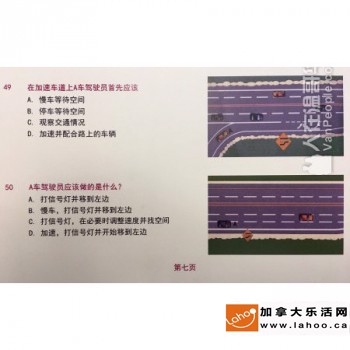 49 在加速车道上A车驾驶员首先应该
A. 慢车等待空间
B. 停车等待空间
C. 观察交通情况
D. 加速并配合路上的车辆
50 A车驾驶员应该做的是什么?
A. 打信号灯并移到左边
B. 慢车，打信号灯并移到左边
C. 打信号灯，在必要时调整速度并找空间
D. 加速，打信号灯并开始移到左边
第七页
人在温哥华
VanPeople.com
Lahoo
.ca
加拿大乐活网
www.lahoo.ca